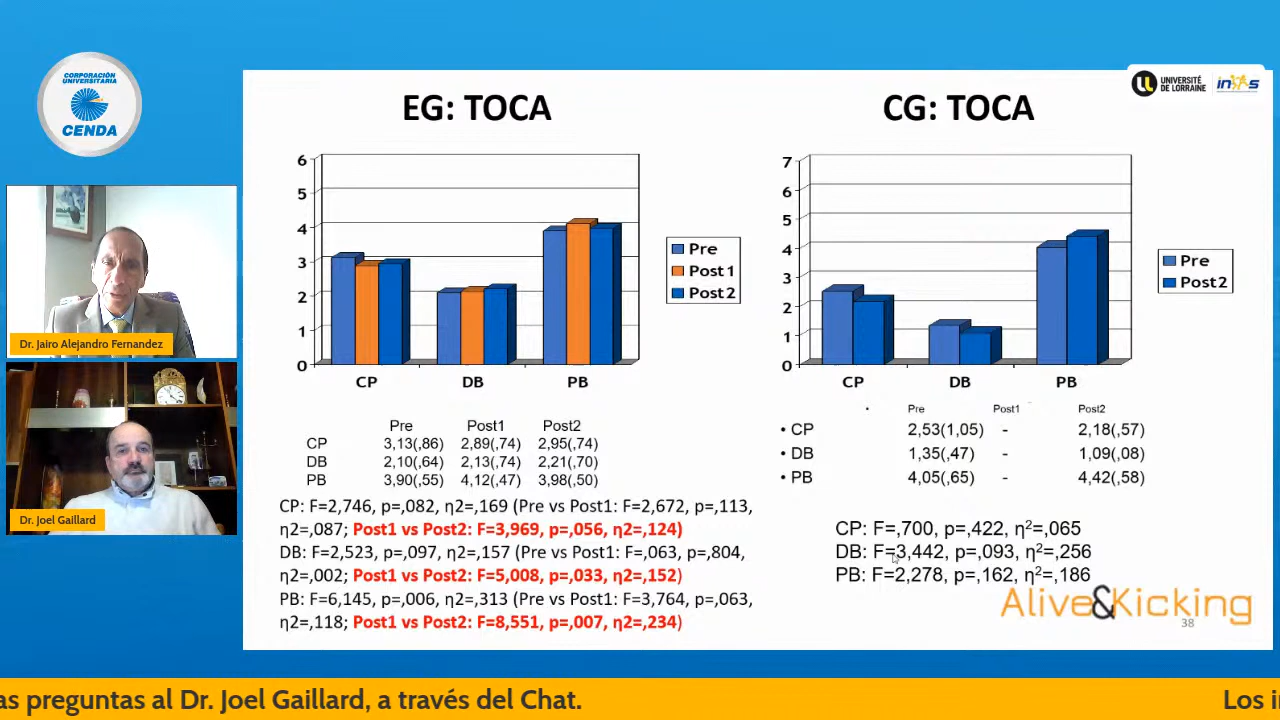 CORPORACIÓN
UNIVERSITARIA
CENDA
Dr. Jairo Alejandro Fernandez
Dr. Joel Gaillard
UL UNIVERSITÉ
DE LORRAINE
EG: TOCA
6
5
4
3
2
1
0
CP DB PB
Pre
Post1
Post2
Pre Post1 Post2
CP 3,13(,86) 2,89(,74) 2,95(,74)
DB 2,10(,64) 2,13(,74) 2,21(,70)
PB 3,90(,55) 4,12(,47) 3,98(,50)
CP: F=2,746, p=,082, η2=,169 (Pre vs Post1: F=2,672, p=,113,
η2=,087; Post1 vs Post2: F=3,969, p=,056, η2=,124)
DB: F=2,523, p=,097, η2=,157 (Pre vs Post1: F=,063, p=,804,
η2=,002; Post1 vs Post2: F=5,008, p=,033, η2=,152)
PB: F=6,145, p=,006, η2=,313 (Pre vs Post1: F=3,764, p=,063,
η2=,118; Post1 vs Post2: F=8,551, p=,007, η2=,234)
CG: TOCA
7
6
5
4
3
2
1
0
CP DB PB
Pre
Post2
• Pre Post1 Post2
• CP 2,53(1,05) - 2,18(,57)
• DB 1,35(,47) - 1,09(,08)
• PB 4,05(,65) - 4,42(,58)
CP: F=,700, p=,422, η²=,065
DB: F=3,442, p=,093, η²=,256
PB: F=2,278, p=,162, η²=,186
Alive&Kicking
38
as preguntas al Dr. Joel Gaillard, a través del Chat. Los i